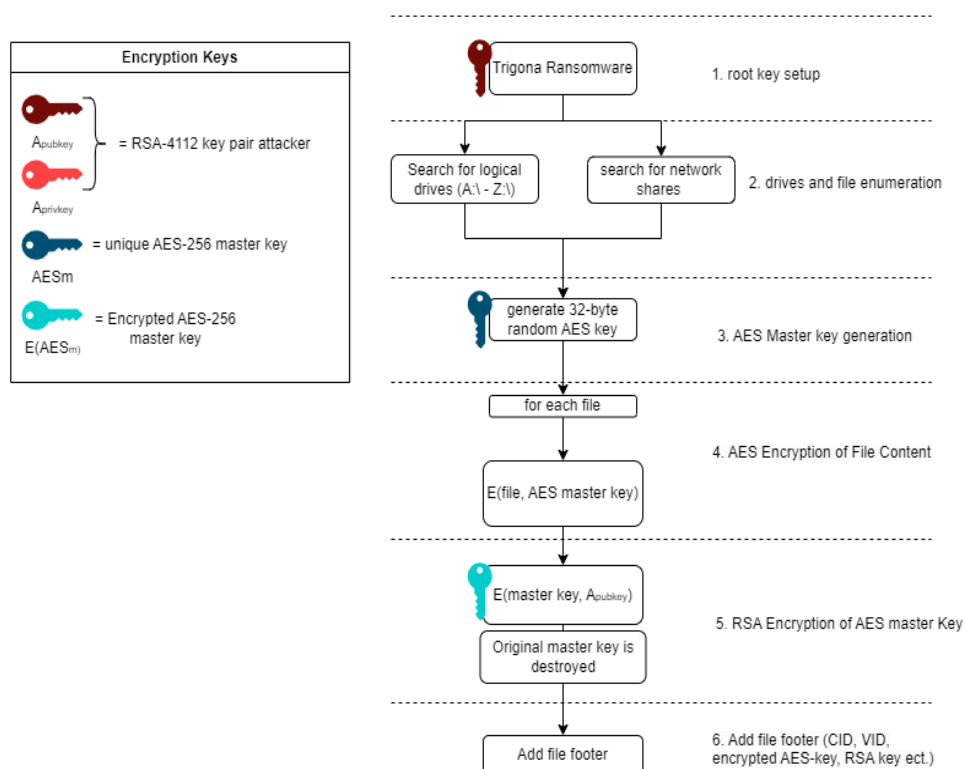 Encryption Keys
Apubkey
= RSA-4112 key pair attacker
Aprivkey
= unique AES-256 master key
AESm
= Encrypted AES-256
master key
E(AESm)
Trigona Ransomware
1. root key setup
Search for logical
drives (A:\ - Z:\)
search for network
shares
2. drives and file enumeration
generate 32-byte
random AES key
3. AES Master key generation
for each file
4. AES Encryption of File Content
E(file, AES master key)
E(master key, Apubkey)
5. RSA Encryption of AES master Key
Original master key is
destroyed
Add file footer
6. Add file footer (CID, VID,
encrypted AES-key, RSA key ect.)